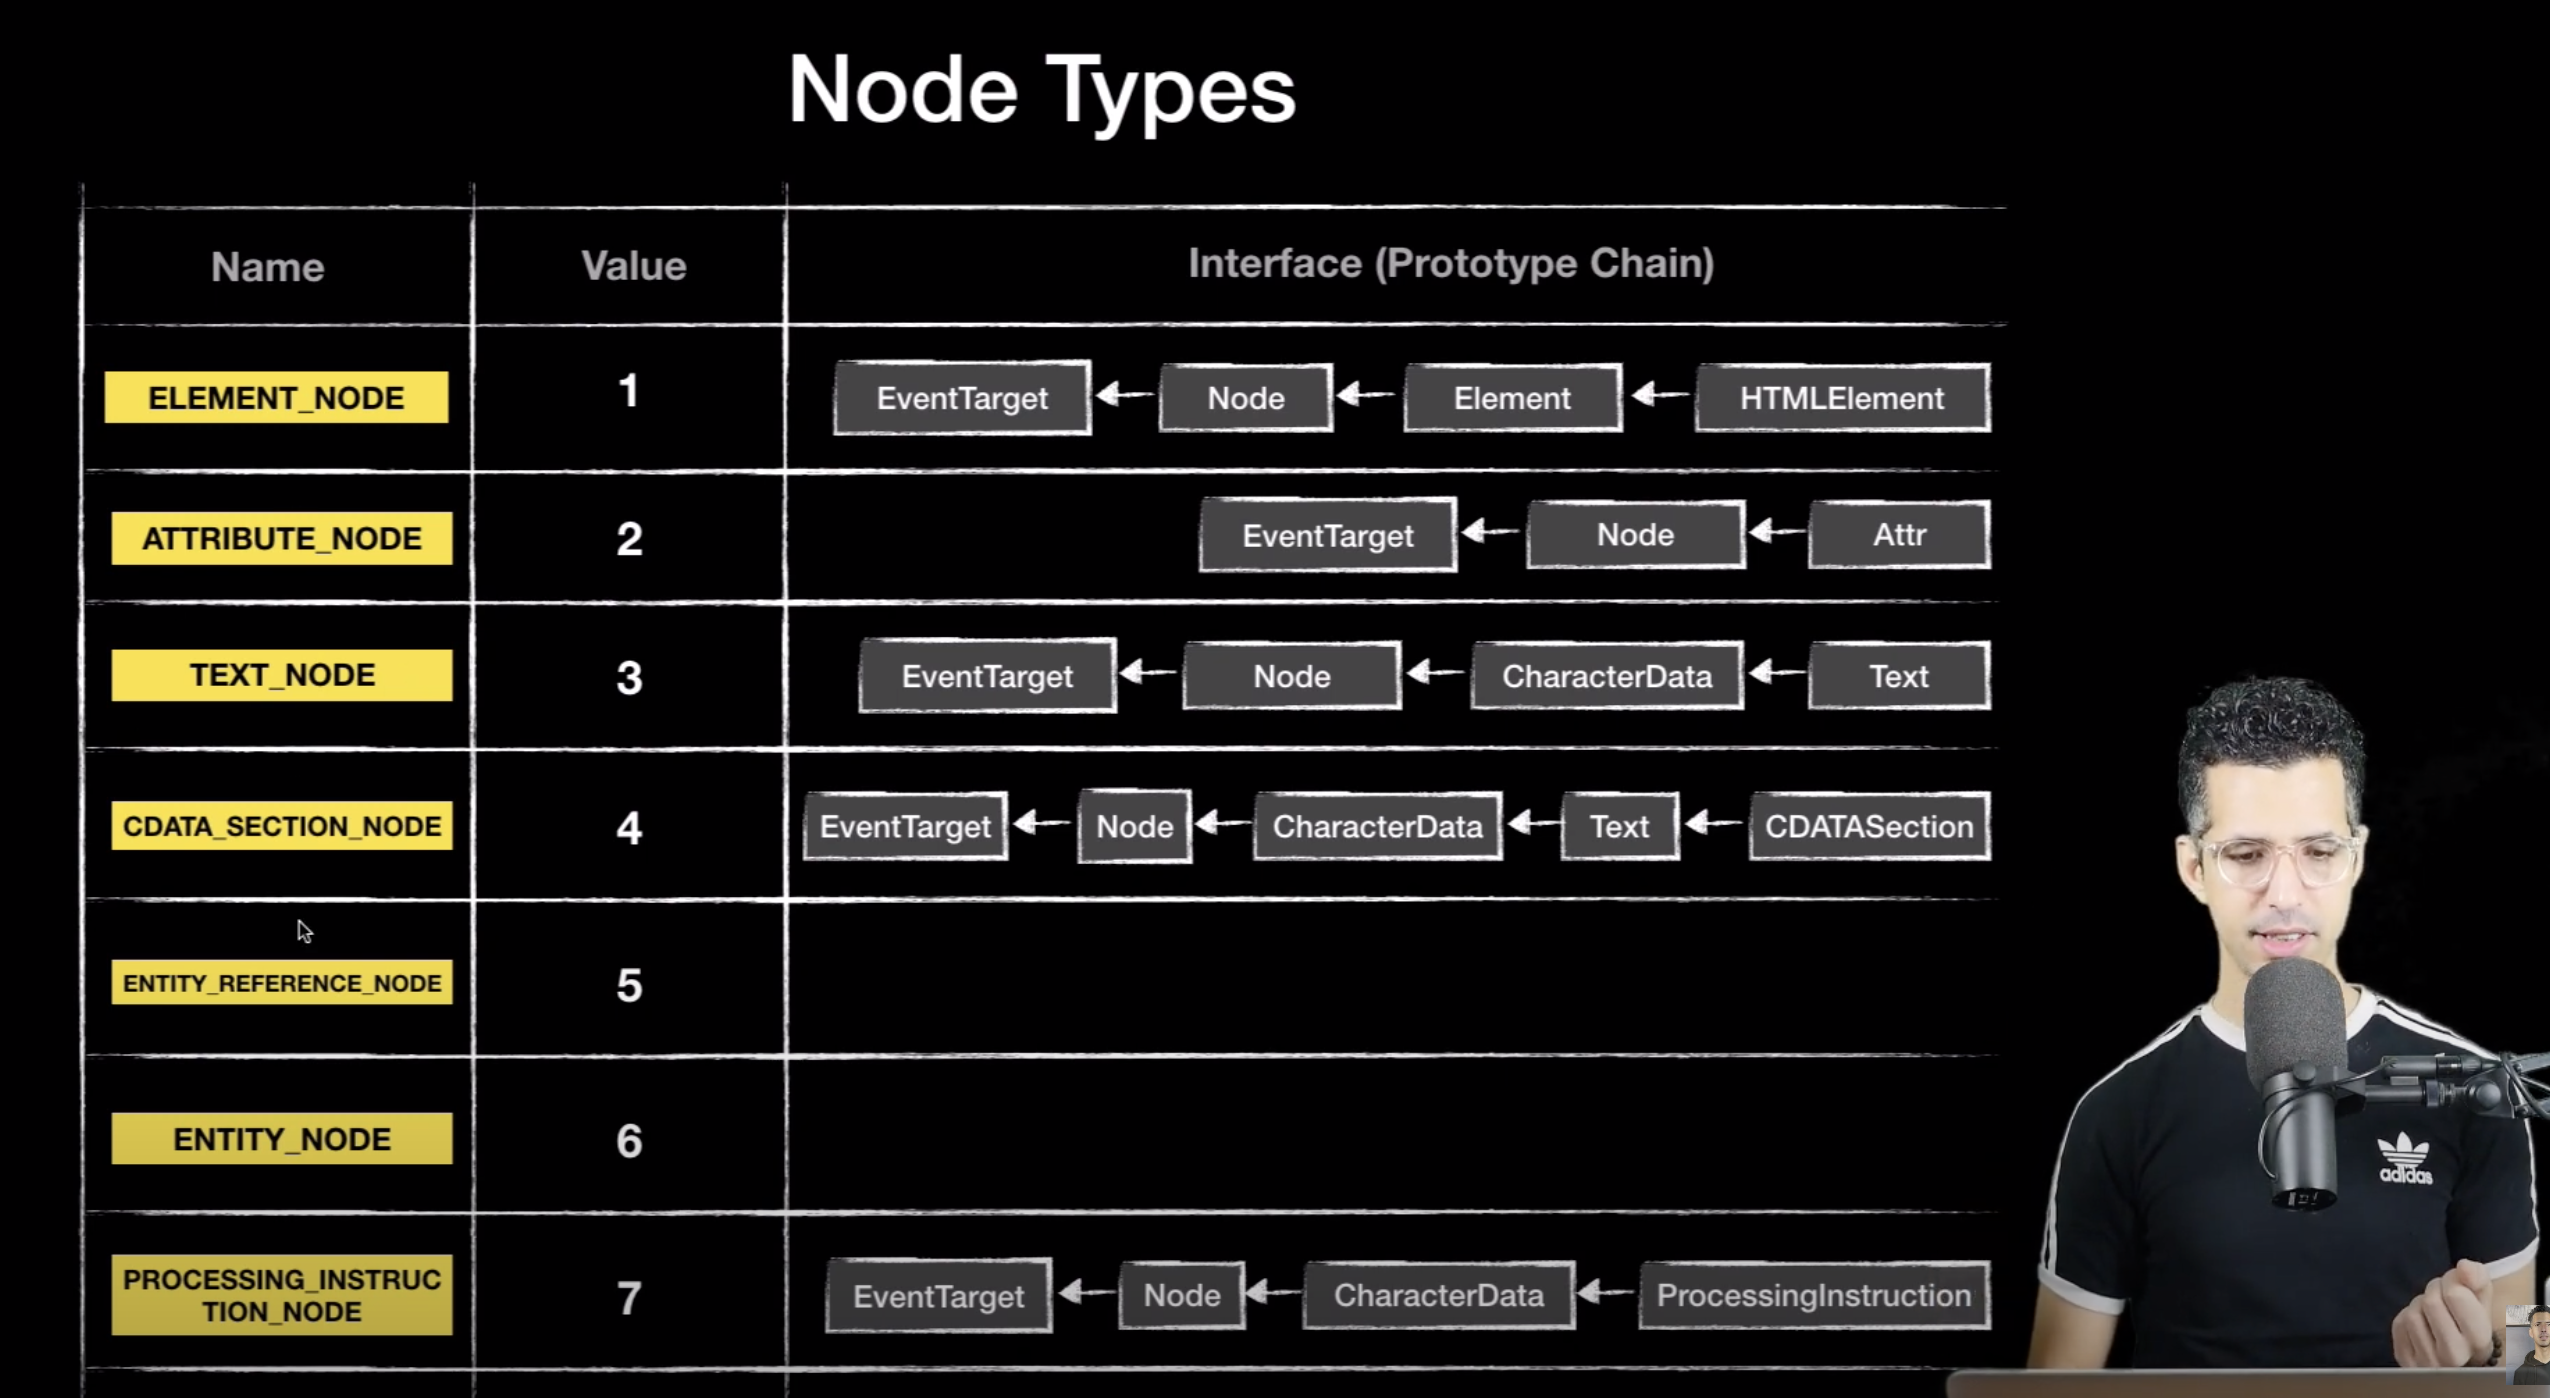 Node Types
Name Value Interface (Prototype Chain)
ELEMENT_NODE 1 EventTarget Node Element HTMLElement
ATTRIBUTE_NODE 2 EventTarget Node Attr
TEXT_NODE 3 EventTarget Node CharacterData Text
CDATA_SECTION_NODE 4 EventTarget Node CharacterData Text CDATASection
ENTITY_REFERENCE_NODE 5
ENTITY_NODE 6
PROCESSING_INSTRUC
TION_NODE 7 EventTarget Node CharacterData ProcessingInstruction
adidas